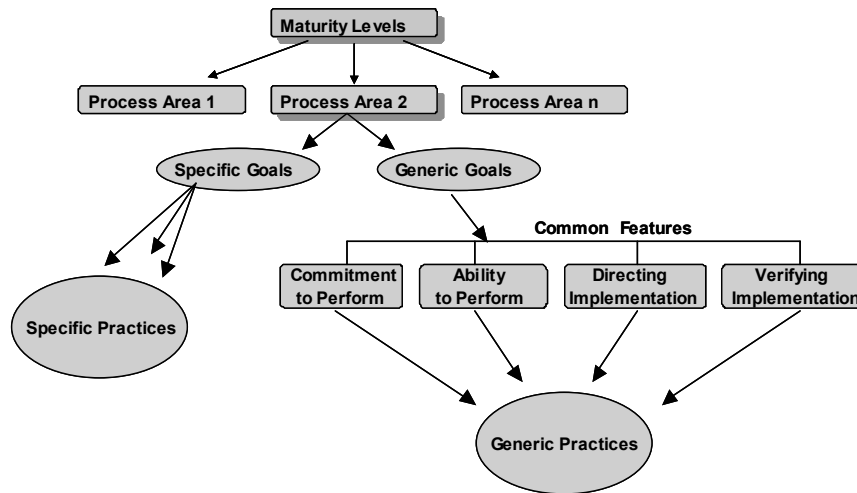 Maturity Levels
Process Area 1
Process Area 2
Process Area n
Specific Goals
Generic Goals
Common Features
Commitment
to Perform
Ability
to Perform
Directing
Implementation
Verifying
Implementation
Specific Practices
Generic Practices